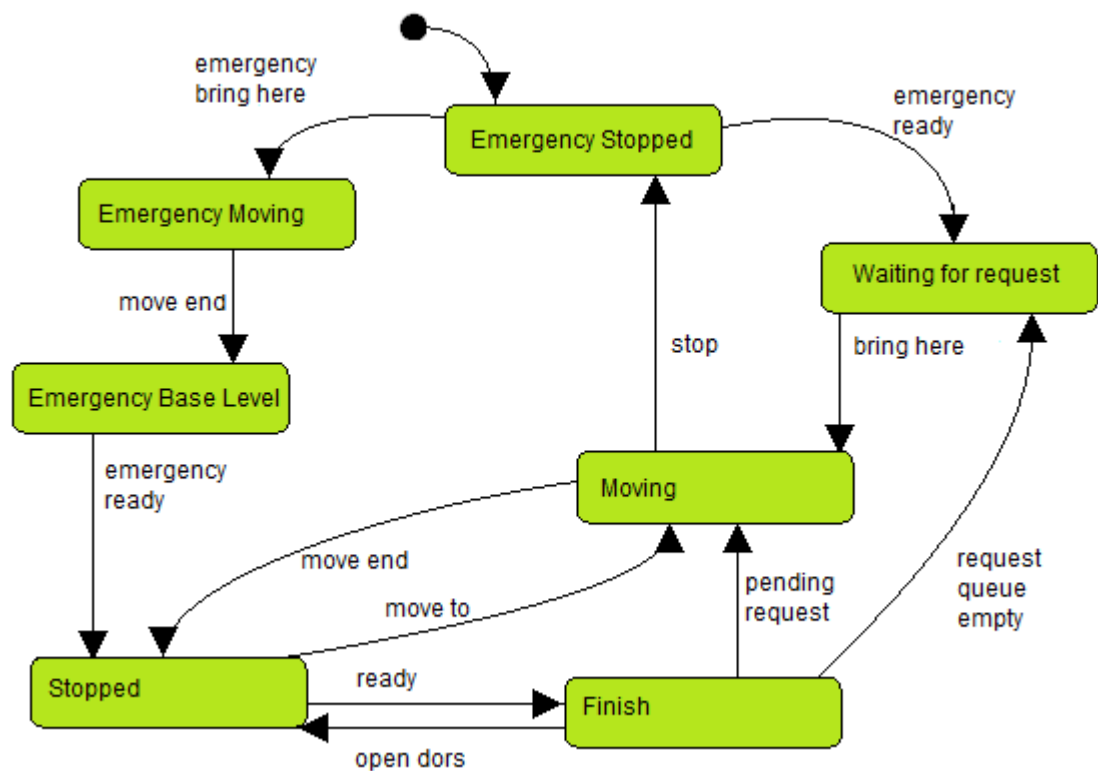 emergency
bring here
emergency
ready
Emergency Stopped
Emergency Moving
Waiting for request
move end
stop
bring here
Emergency Base Level
emergency
ready
Moving
move end
request
queue
empty
pending
request
move to
Stopped
ready
Finish
open dors